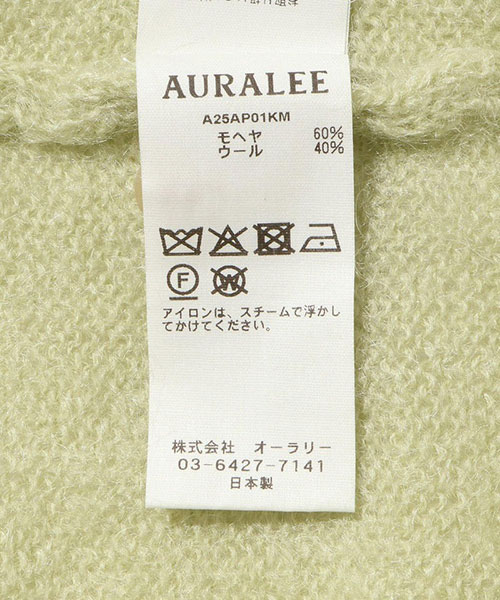 AURALEE
A25AP01KM
モヘヤ 60%
ウール 40%
F W
アイロンは、スチームで浮かし
てかけてください。
株式会社 オーラリー
03-6427-7141
日本製